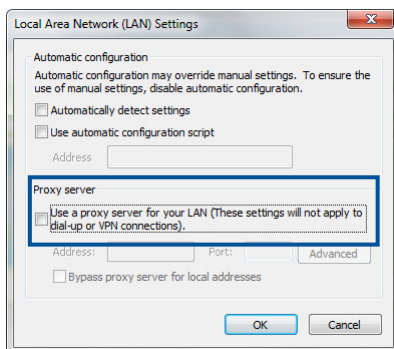 Local Area Network (LAN) Settings
Automatic configuration
Automatic configuration may override manual settings. To ensure the
use of manual settings, disable automatic configuration.
Automatically detect settings
Use automatic configuration script
Address
Proxy server
Use a proxy server for your LAN (These settings will not apply to
dial-up or VPN connections).
Address: Port: Advanced
Bypass proxy server for local addresses
OK Cancel